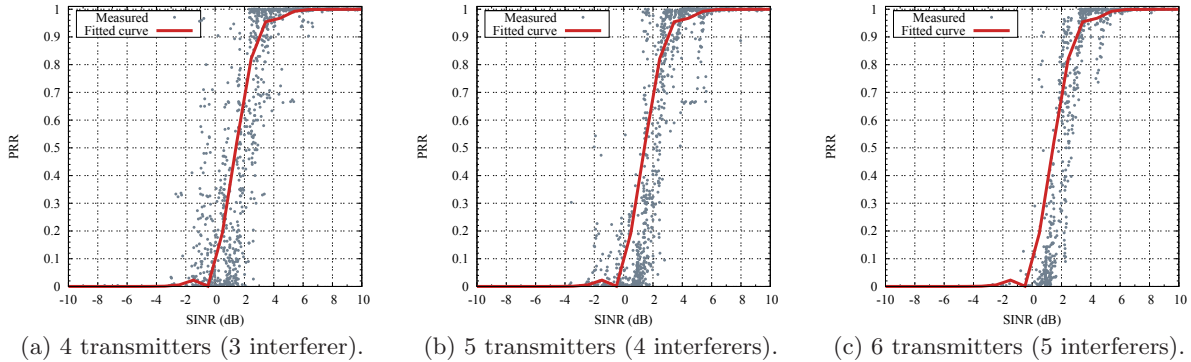 Measured
Fitted curve
1
0.9
0.8
0.7
0.6
0.5
0.4
0.3
0.2
0.1
0
PRR
-10 -8 -6 -4 -2 0 2 4 6 8 10
SINR (dB)
(a) 4 transmitters (3 interferer).
Measured
Fitted curve
1
0.9
0.8
0.7
0.6
0.5
0.4
0.3
0.2
0.1
0
PRR
-10 -8 -6 -4 -2 0 2 4 6 8 10
SINR (dB)
(b) 5 transmitters (4 interferers).
Measured
Fitted curve
1
0.9
0.8
0.7
0.6
0.5
0.4
0.3
0.2
0.1
0
PRR
-10 -8 -6 -4 -2 0 2 4 6 8 10
SINR (dB)
(c) 6 transmitters (5 interferers).